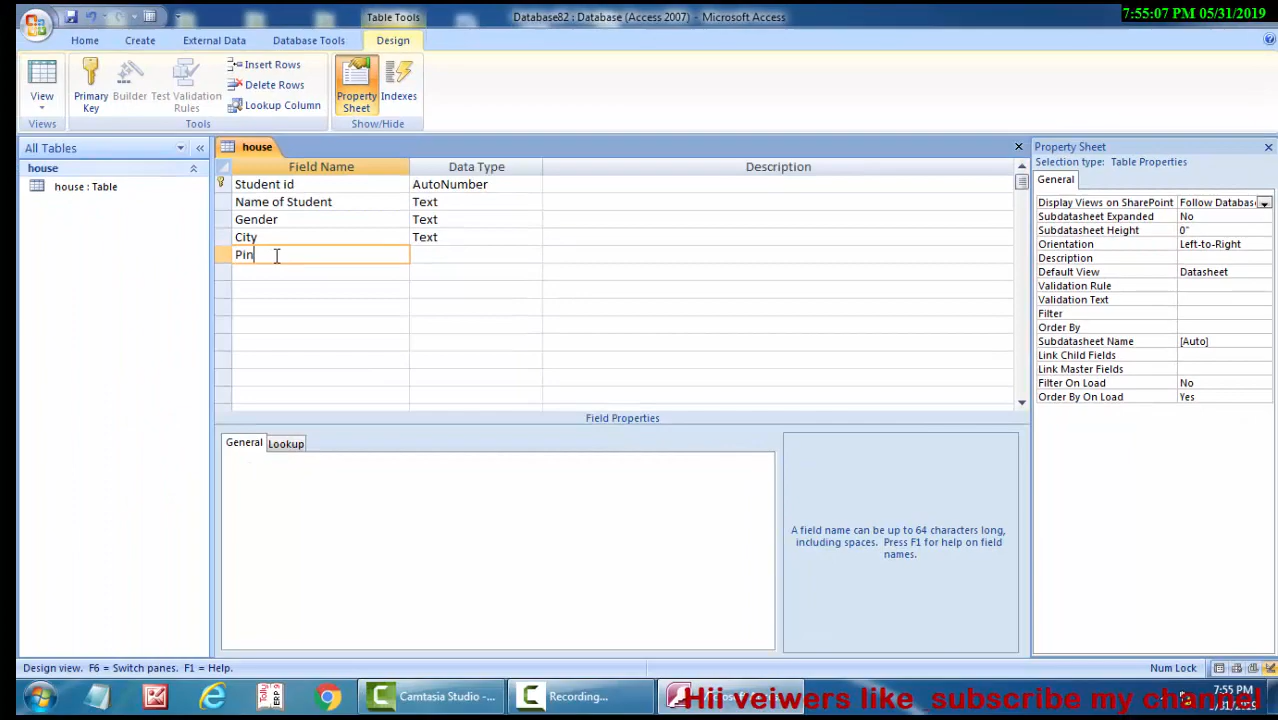 Table Tools
Database82 : Database (Access 2007) - Microsoft Access
7:55:07 PM 05/31/2019
Home
Create
External Data
Database Tools
Design
View
Primary Key
Builder
Test Validation Rules
Insert Rows
Delete Rows
Lookup Column
Property Sheet
Indexes
Views
Tools
Show/Hide
All Tables
house
house : Table
house
Field Name Data Type Description
Student id AutoNumber
Name of Student Text
Gender Text
City Text
Pin
Field Properties
General Lookup
A field name can be up to 64 characters long,
including spaces. Press F1 for help on field
names.
Property Sheet
Selection type: Table Properties
General
Display Views on SharePoint Follow Databas
Subdatasheet Expanded No
Subdatasheet Height 0"
Orientation Left-to-Right
Description
Default View Datasheet
Validation Rule
Validation Text
Filter
Order By
Subdatasheet Name [Auto]
Link Child Fields
Link Master Fields
Filter On Load No
Order By On Load Yes
Design view. F6 = Switch panes. F1 = Help.
Num Lock
Camtasia Studio -...
Recording...
Hii veiwers like subscribe my channel
7:55 PM